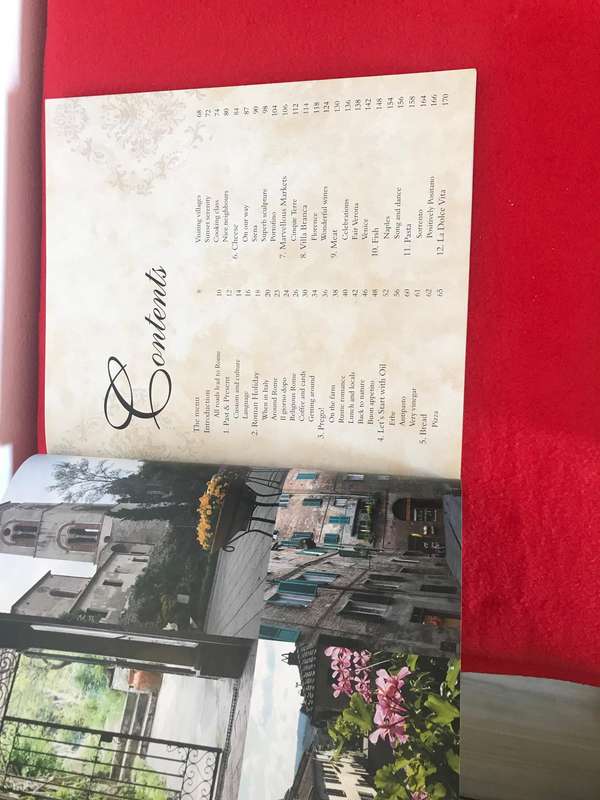 Contents
The menu 8
Introduction
All roads lead to Rome 10
1. Past & Present 12
Custom and culture 14
Language 16
2. Roman Holiday 18
When in Italy 20
Around Rome 23
Il giorno dopo 24
Religious Rome 26
Coffee and cards 30
Getting around 34
3. Prego! 36
On the farm 38
Rustic romance 40
Lunch and locals 42
Back to nature 46
Buon appetito 48
4. Let's Start with Oil 52
Erbe 56
Antipasto 60
Very vinegar 61
5. Bread 62
Pizza 65
Visiting villages 68
Sunset serenity 72
Cooking class 74
Nice neighbours 80
6. Cheese 84
On our way 87
Siena 90
Superb sculpture 98
Portofino 104
7. Marvellous Markets 106
Cinque Terre 112
8. Villa Branca 114
Florence 118
Wonderful wines 124
9. Meat 130
Celebrations 136
Fair Verona 138
Venice 142
10. Fish 148
Naples 154
Song and dance 156
11. Pasta 158
Sorrento 164
Positively Positano 166
12. La Dolce Vita 170